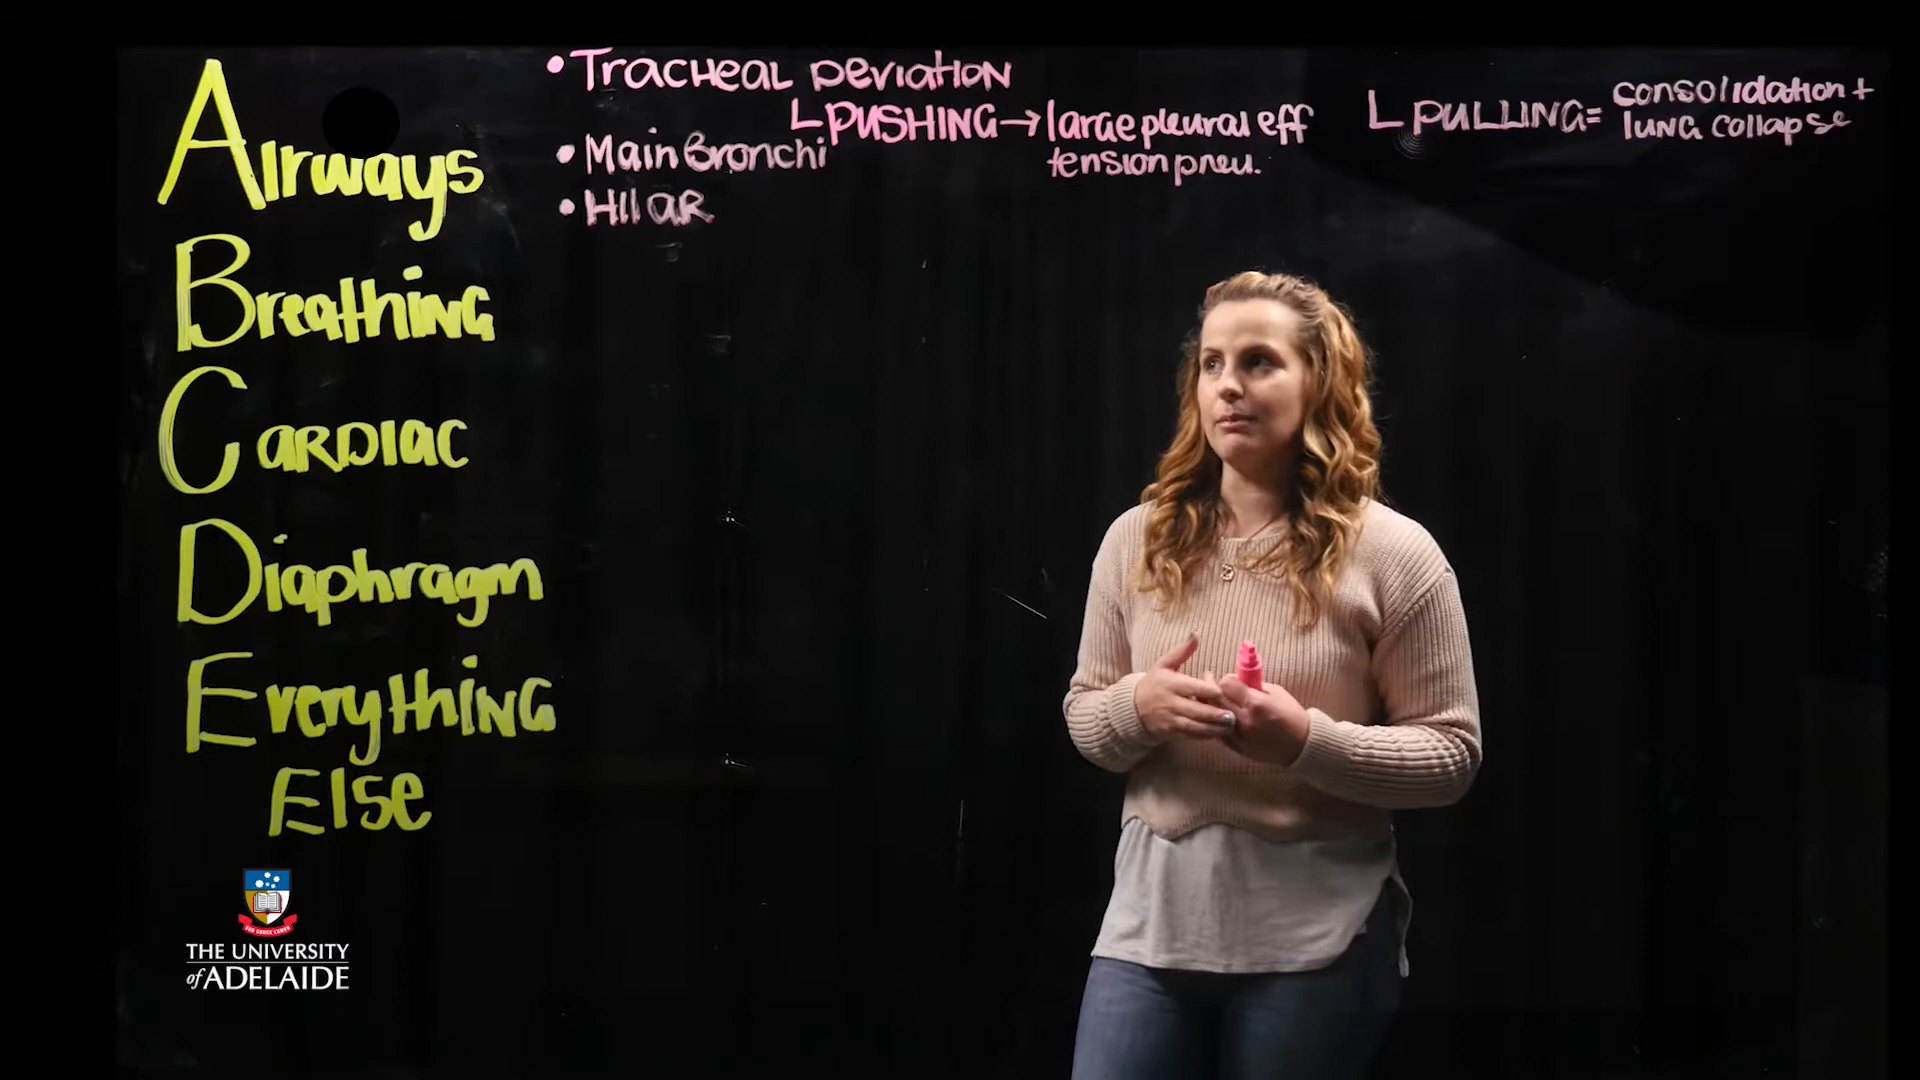 Airways
• Tracheal Deviation
L PUSHING → large pleural eff
tension pneu.
L PULLING = consolidation +
lung collapse
• Main Bronchi
• Hilar
Breathing
Cardiac
Diaphragm
Everything
Else
THE UNIVERSITY
of ADELAIDE